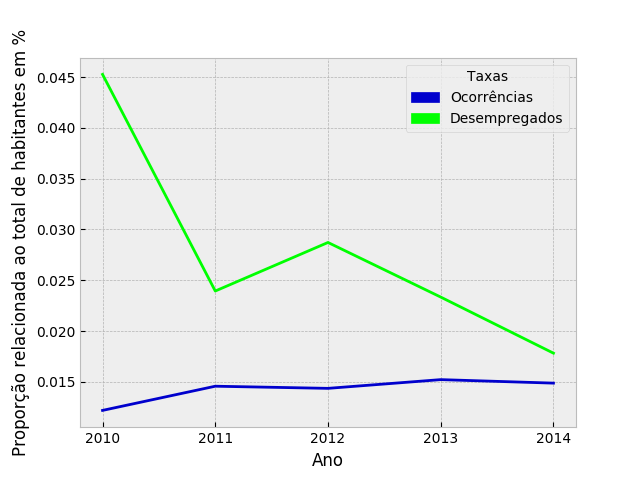 Proporção relacionada ao total de habitantes em %
0.045
0.040
0.035
0.030
0.025
0.020
0.015
Taxas
Ocorrências
Desempregados
2010 2011 2012 2013 2014
Ano